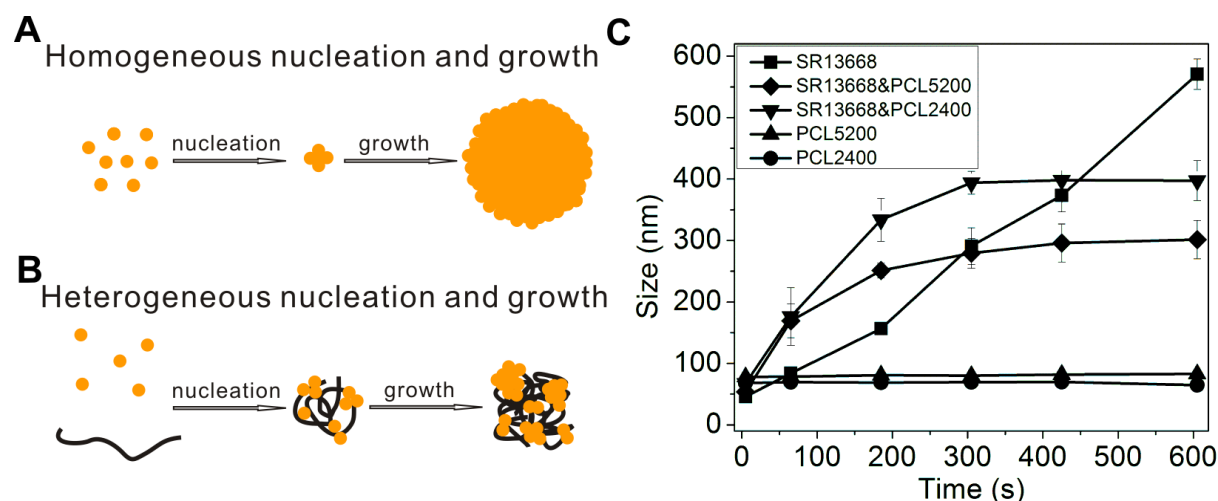 A
Homogeneous nucleation and growth
nucleation
growth
B
Heterogeneous nucleation and growth
nucleation
growth
C
SR13668
SR13668&PCL5200
SR13668&PCL2400
PCL5200
PCL2400
600
500
400
300
200
100
0
Size (nm)
0 100 200 300 400 500 600
Time (s)